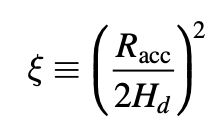 ξ ≡ (R_acc / 2H_d)^2